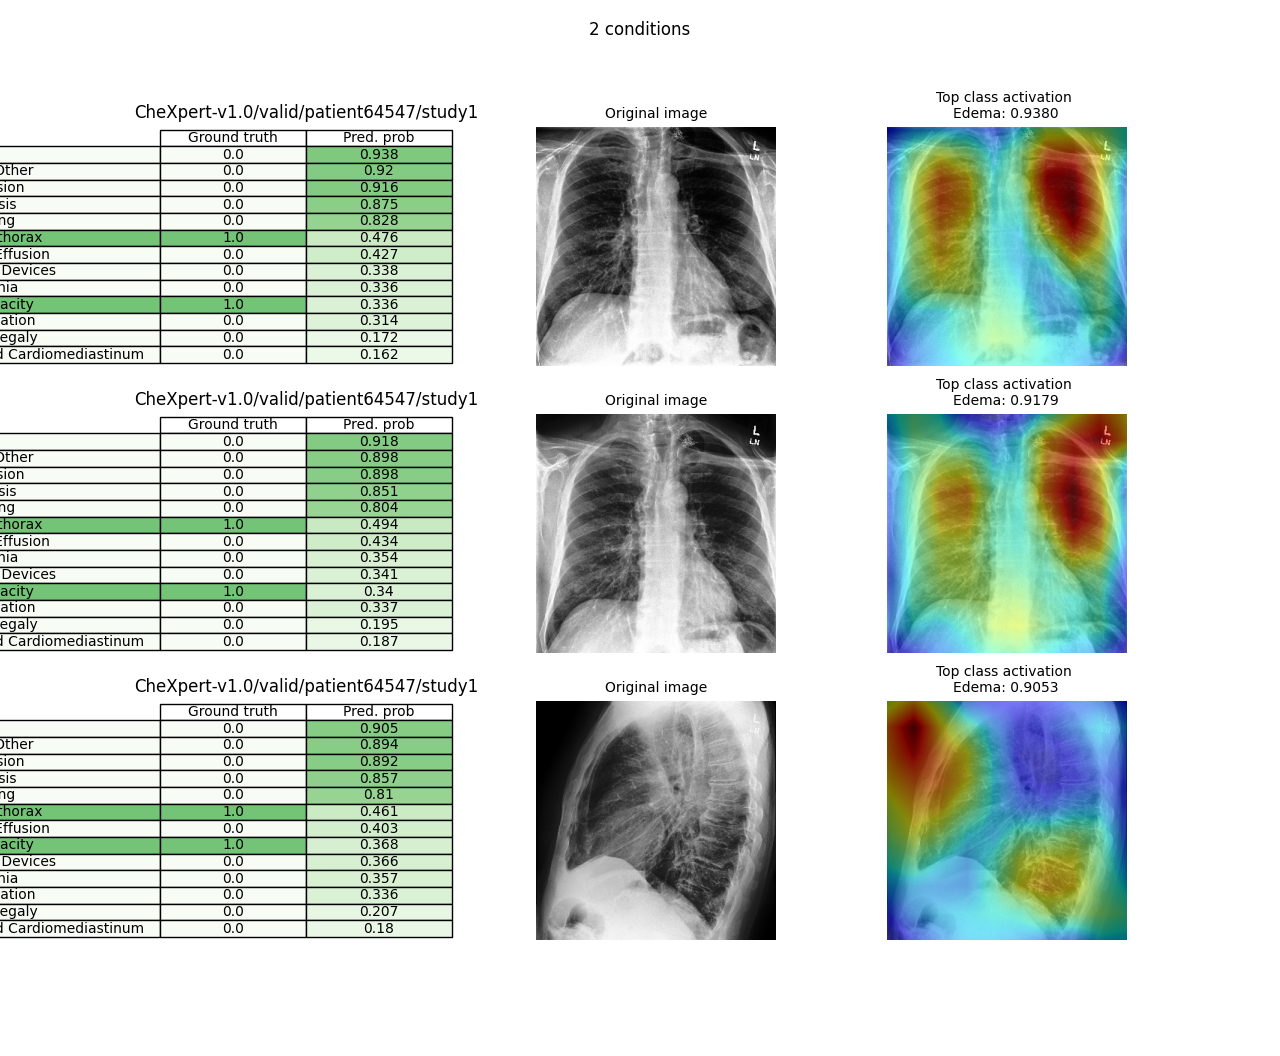 2 conditions
CheXpert-v1.0/valid/patient64547/study1
Ground truth Pred. prob
0.0 0.938
Other 0.0 0.92
sion 0.0 0.916
sis 0.0 0.875
ng 0.0 0.828
thorax 1.0 0.476
Effusion 0.0 0.427
Devices 0.0 0.338
nia 0.0 0.336
acity 1.0 0.336
ation 0.0 0.314
egaly 0.0 0.172
d Cardiomediastinum 0.0 0.162
Original image
L
LN
Top class activation
Edema: 0.9380
L
LN
CheXpert-v1.0/valid/patient64547/study1
Ground truth Pred. prob
0.0 0.918
Other 0.0 0.898
sion 0.0 0.898
sis 0.0 0.851
ng 0.0 0.804
thorax 1.0 0.494
Effusion 0.0 0.434
nia 0.0 0.354
Devices 0.0 0.341
acity 1.0 0.34
ation 0.0 0.337
egaly 0.0 0.195
d Cardiomediastinum 0.0 0.187
Original image
L
LN
Top class activation
Edema: 0.9179
L
LN
CheXpert-v1.0/valid/patient64547/study1
Ground truth Pred. prob
0.0 0.905
Other 0.0 0.894
sion 0.0 0.892
sis 0.0 0.857
ng 0.0 0.81
thorax 1.0 0.461
Effusion 0.0 0.403
acity 1.0 0.368
Devices 0.0 0.366
nia 0.0 0.357
ation 0.0 0.336
egaly 0.0 0.207
d Cardiomediastinum 0.0 0.18
Original image
L
LN
Top class activation
Edema: 0.9053